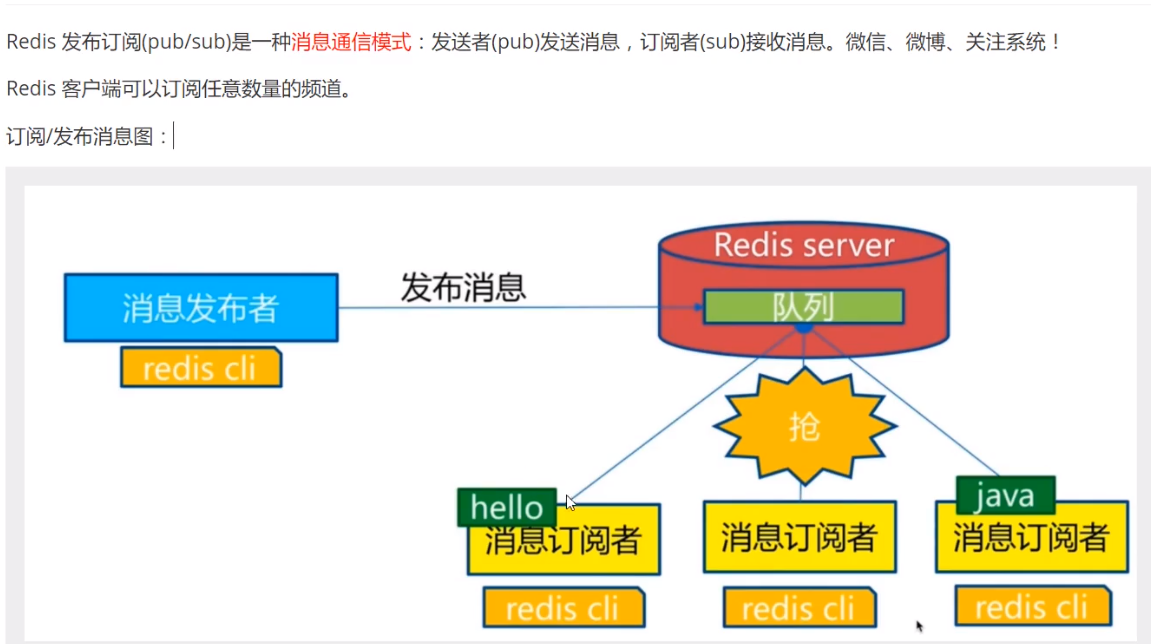 Redis 发布订阅(pub/sub)是一种消息通信模式：发送者(pub)发送消息，订阅者(sub)接收消息。微信、微博、关注系统！
Redis 客户端可以订阅任意数量的频道。
订阅/发布消息图：
Redis server
发布消息
消息发布者
队列
redis cli
抢
hello
java
消息订阅者
消息订阅者
消息订阅者
redis cli
redis cli
redis cli